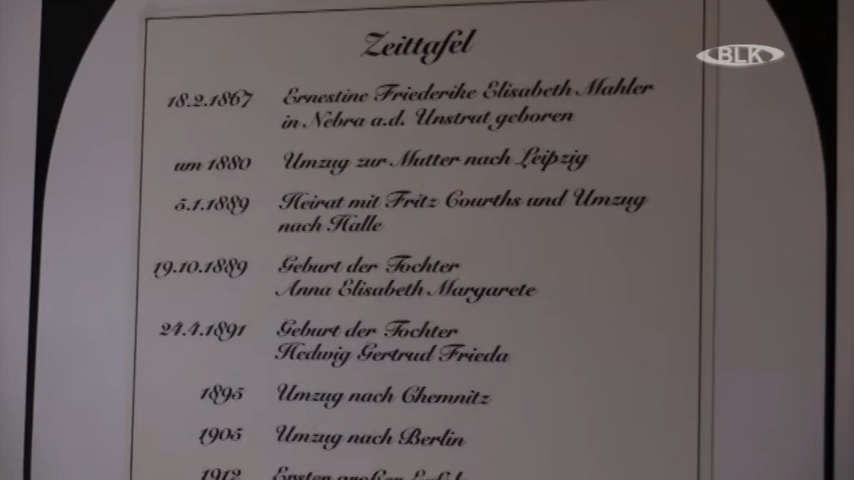 Zeittafel
BLK
18.2.1867 Ernestine Friederike Elisabeth Mahler
in Nebra a.d. Unstrut geboren
um 1880 Umzug zur Mutter nach Leipzig
5.1.1889 Heirat mit Fritz Courths und Umzug
nach Halle
19.10.1889 Geburt der Tochter
Anna Elisabeth Margarete
24.4.1891 Geburt der Tochter
Hedwig Gertrud Frieda
1895 Umzug nach Chemnitz
1905 Umzug nach Berlin
1912 Erster großer